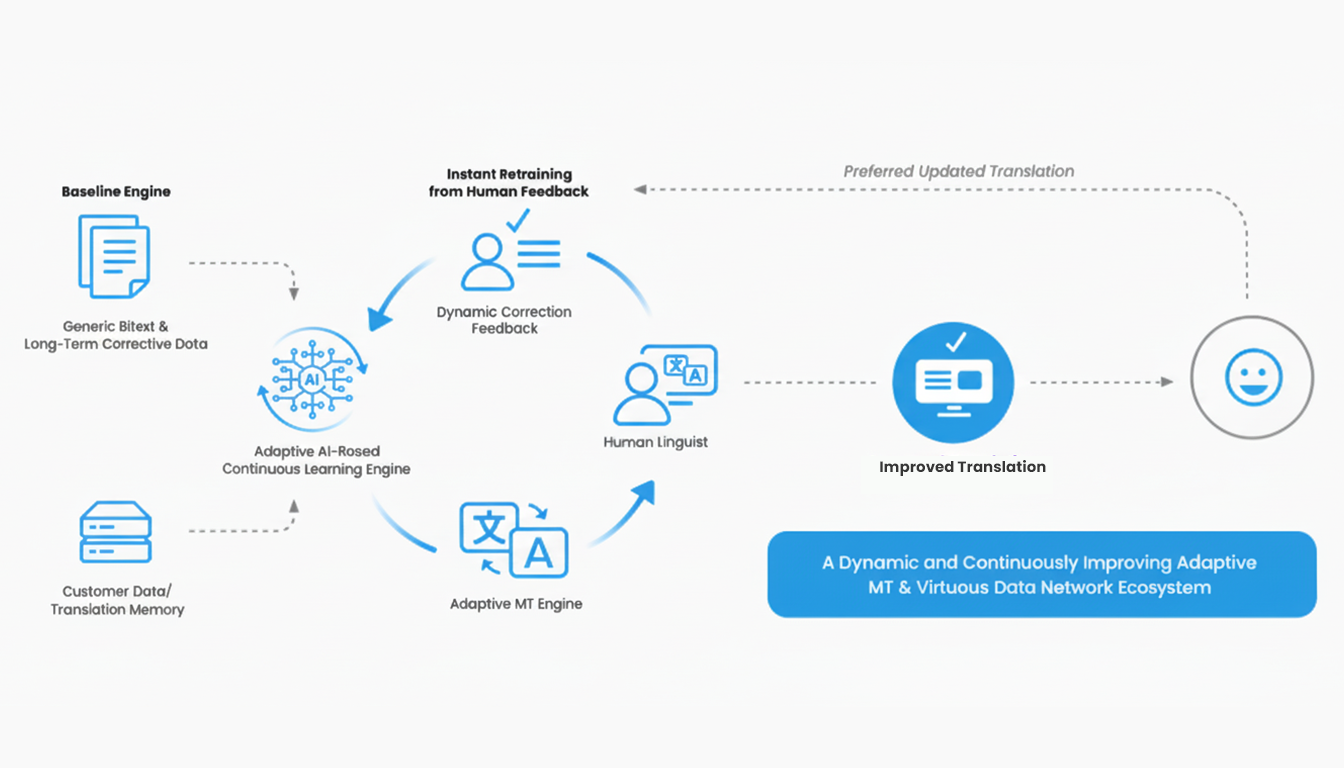 Baseline Engine
Generic Bitext &
Long-Term Corrective Dota
Instant Retraining
from Human Feedback
Dynamic Correction
Feedback
Preferred Updated Translation
AI
Adaptive AI-Rosed
Continuous Learning Engine
文
A
Human Linguist
Improved Translation
Customer Data/
Translation Memory
文
A
Adaptive MT Engine
A Dynamic and Continuously Improving Adaptive
MT & Virtuous Data Network Ecosystem